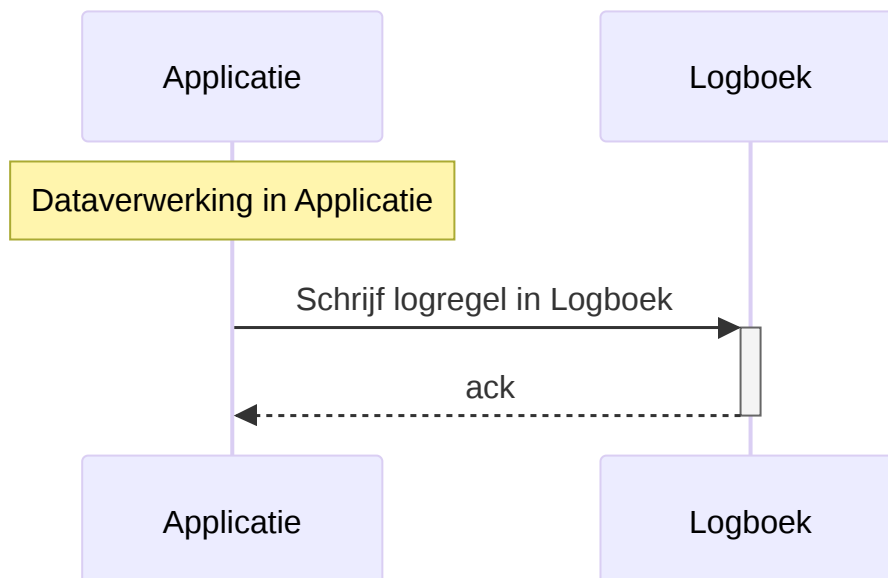 Applicatie
Logboek
Dataverwerking in Applicatie
Schrijf logregel in Logboek
ack
Applicatie
Logboek